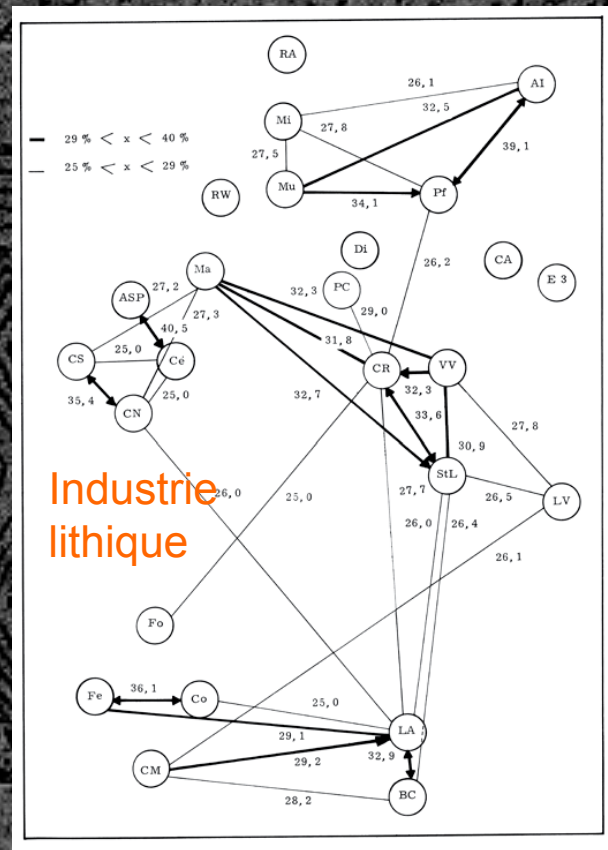 RA
26,1
AI
32,5
Mi
27,8
29 % < x < 40 %
27,5
39,1
25 % < x < 29 %
Mu
Pf
RW
34,1
Di
26,2
CA
Ma
E 3
27,2
32,3
PC
ASP
27,3
29,0
40,5
31,8
CS
25,0
Cé
CR
VV
32,3
35,4
25,0
32,7
33,6
CN
27,8
30,9
StL
Industrie
lithique
26,0
25,0
27,7
26,5
LV
26,0
26,4
26,1
Fo
36,1
Fe
Co
25,0
LA
29,1
29,2
32,9
CM
BC
28,2